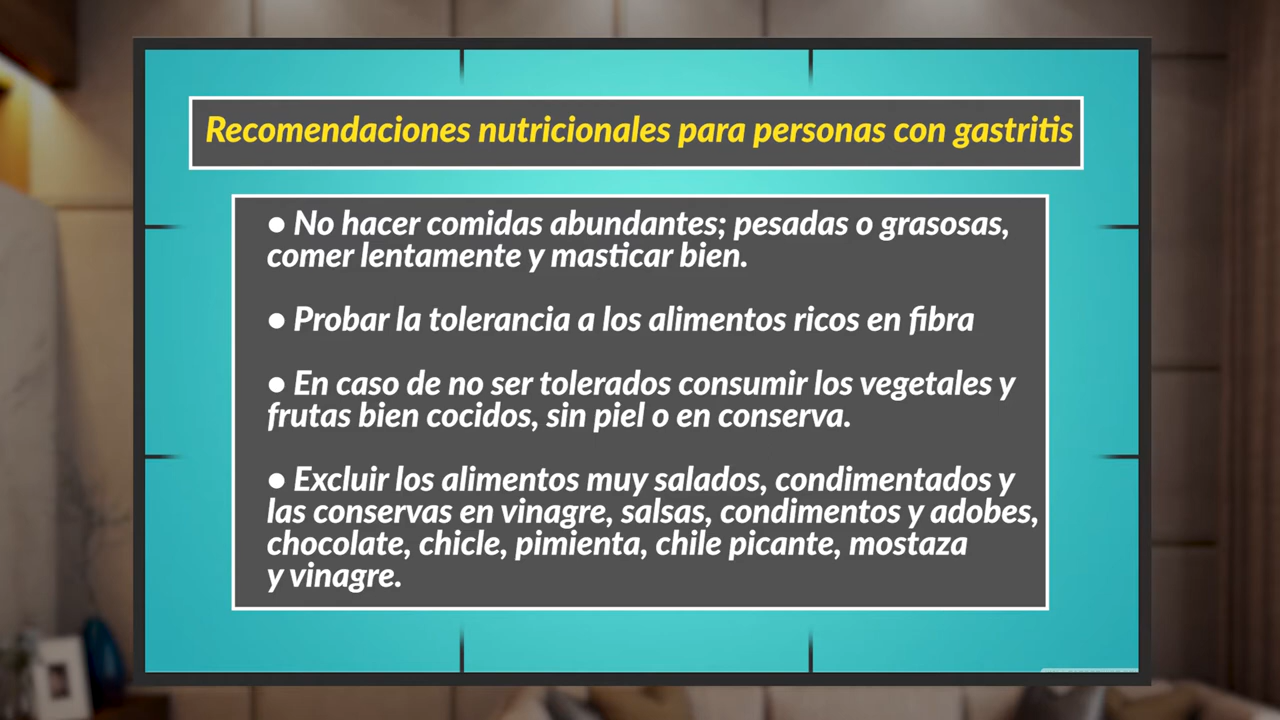 Recomendaciones nutricionales para personas con gastritis
● No hacer comidas abundantes; pesadas o grasosas,
comer lentamente y masticar bien.
● Probar la tolerancia a los alimentos ricos en fibra
● En caso de no ser tolerados consumir los vegetales y
frutas bien cocidos, sin piel o en conserva.
● Excluir los alimentos muy salados, condimentados y
las conservas en vinagre, salsas, condimentos y adobes,
chocolate, chicle, pimienta, chile picante, mostaza
y vinagre.